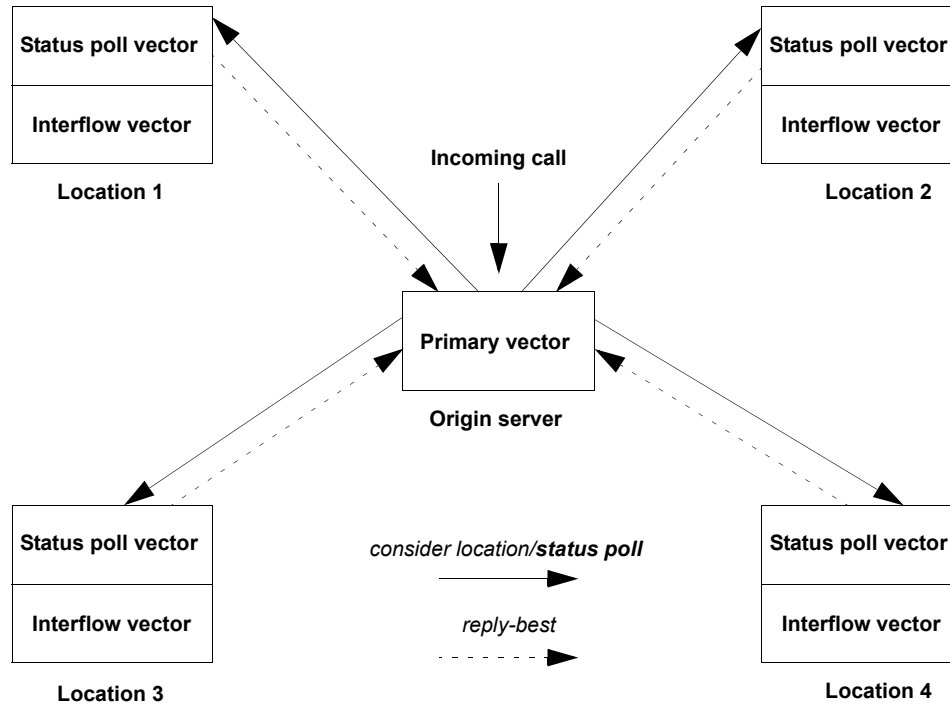 Status poll vector
Interflow vector
Location 1
Status poll vector
Interflow vector
Location 2
Incoming call
Primary vector
Origin server
Status poll vector
Interflow vector
Location 3
consider location/status poll
reply-best
Status poll vector
Interflow vector
Location 4